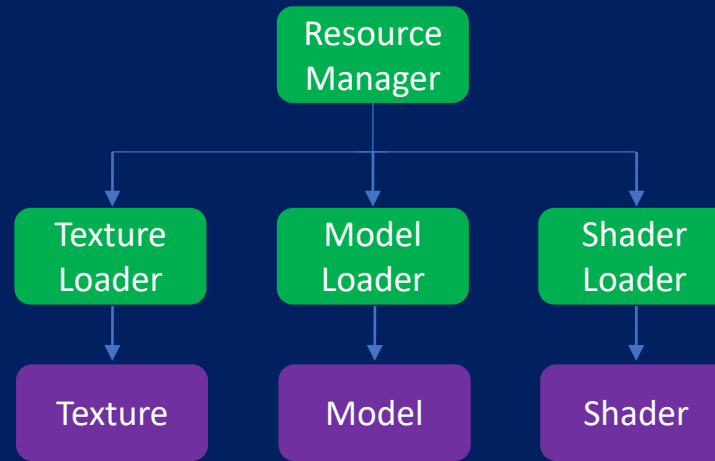 Resource
Manager
Texture
Loader
Model
Loader
Shader
Loader
Texture
Model
Shader